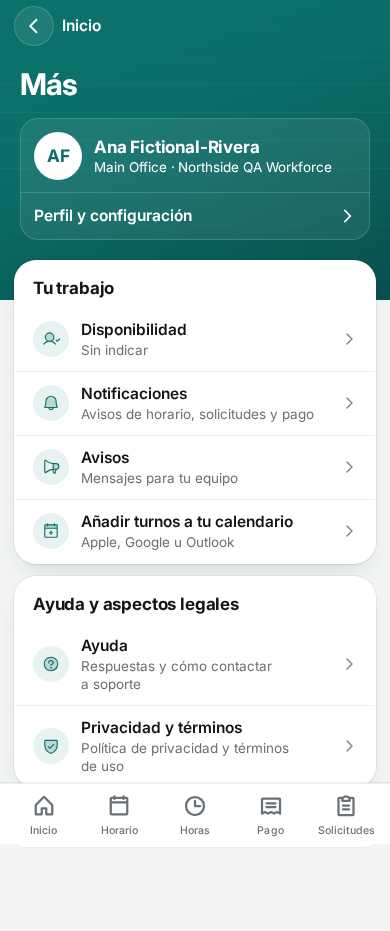 Inicio
Más
AF
Ana Fictional-Rivera
Main Office · Northside QA Workforce
Perfil y configuración
Tu trabajo
Disponibilidad
Sin indicar
Notificaciones
Avisos de horario, solicitudes y pago
Avisos
Mensajes para tu equipo
Añadir turnos a tu calendario
Apple, Google u Outlook
Ayuda y aspectos legales
Ayuda
Respuestas y cómo contactar
a soporte
Privacidad y términos
Política de privacidad y términos
de uso
Inicio
Horario
Horas
Pago
Solicitudes